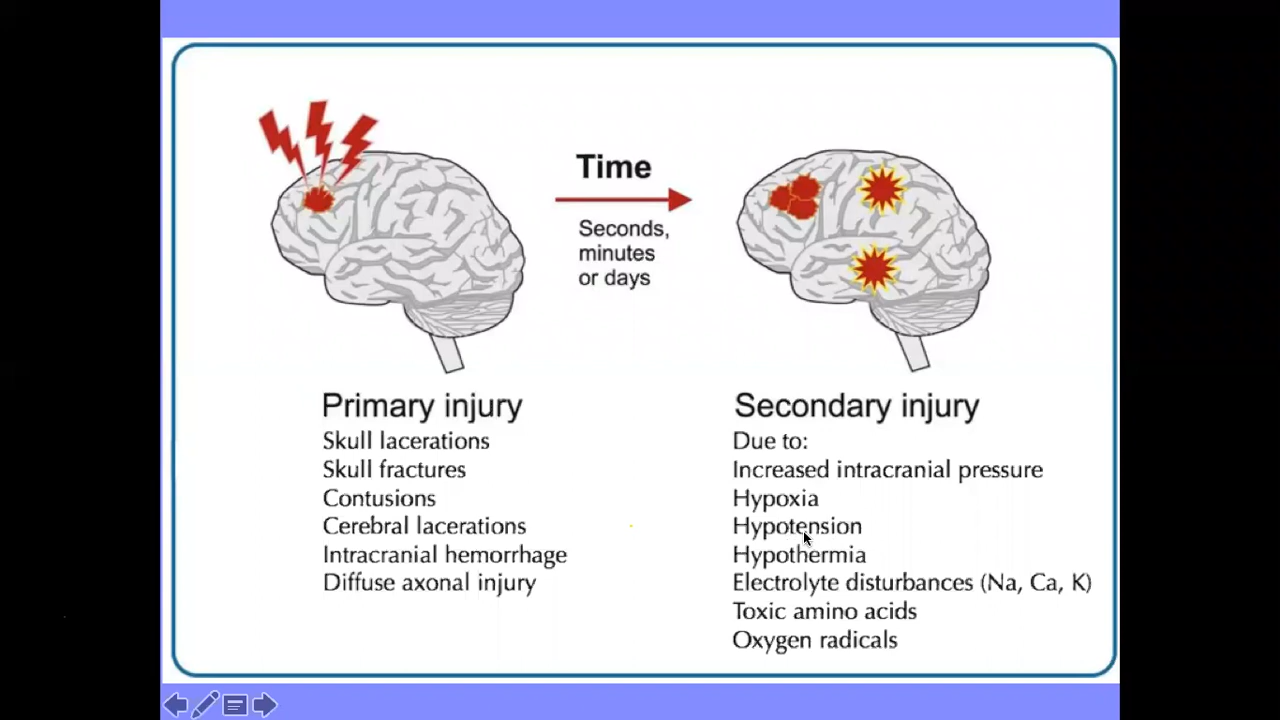 Time
Seconds,
minutes
or days
Primary injury
Skull lacerations
Skull fractures
Contusions
Cerebral lacerations
Intracranial hemorrhage
Diffuse axonal injury
Secondary injury
Due to:
Increased intracranial pressure
Hypoxia
Hypotension
Hypothermia
Electrolyte disturbances (Na, Ca, K)
Toxic amino acids
Oxygen radicals